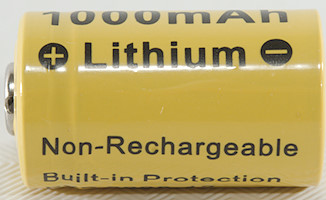 1000mAh
+ Lithium −
Non-Rechargeable
Built-in Protection